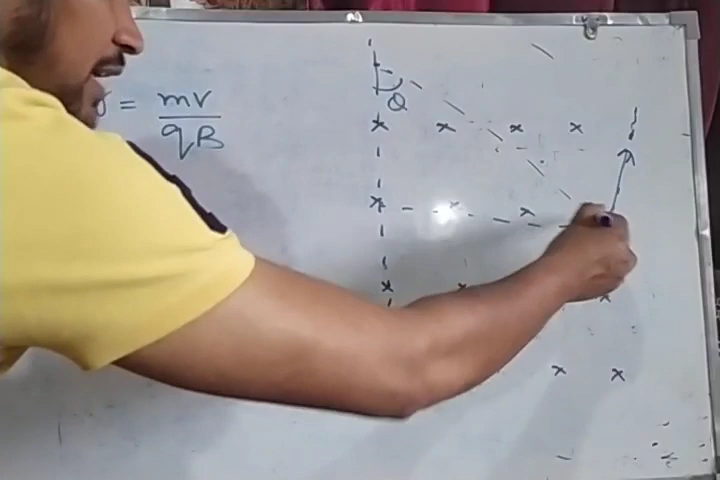 r = mv / qB
θ
× × × ×
× × ×
× ×
×
× ×